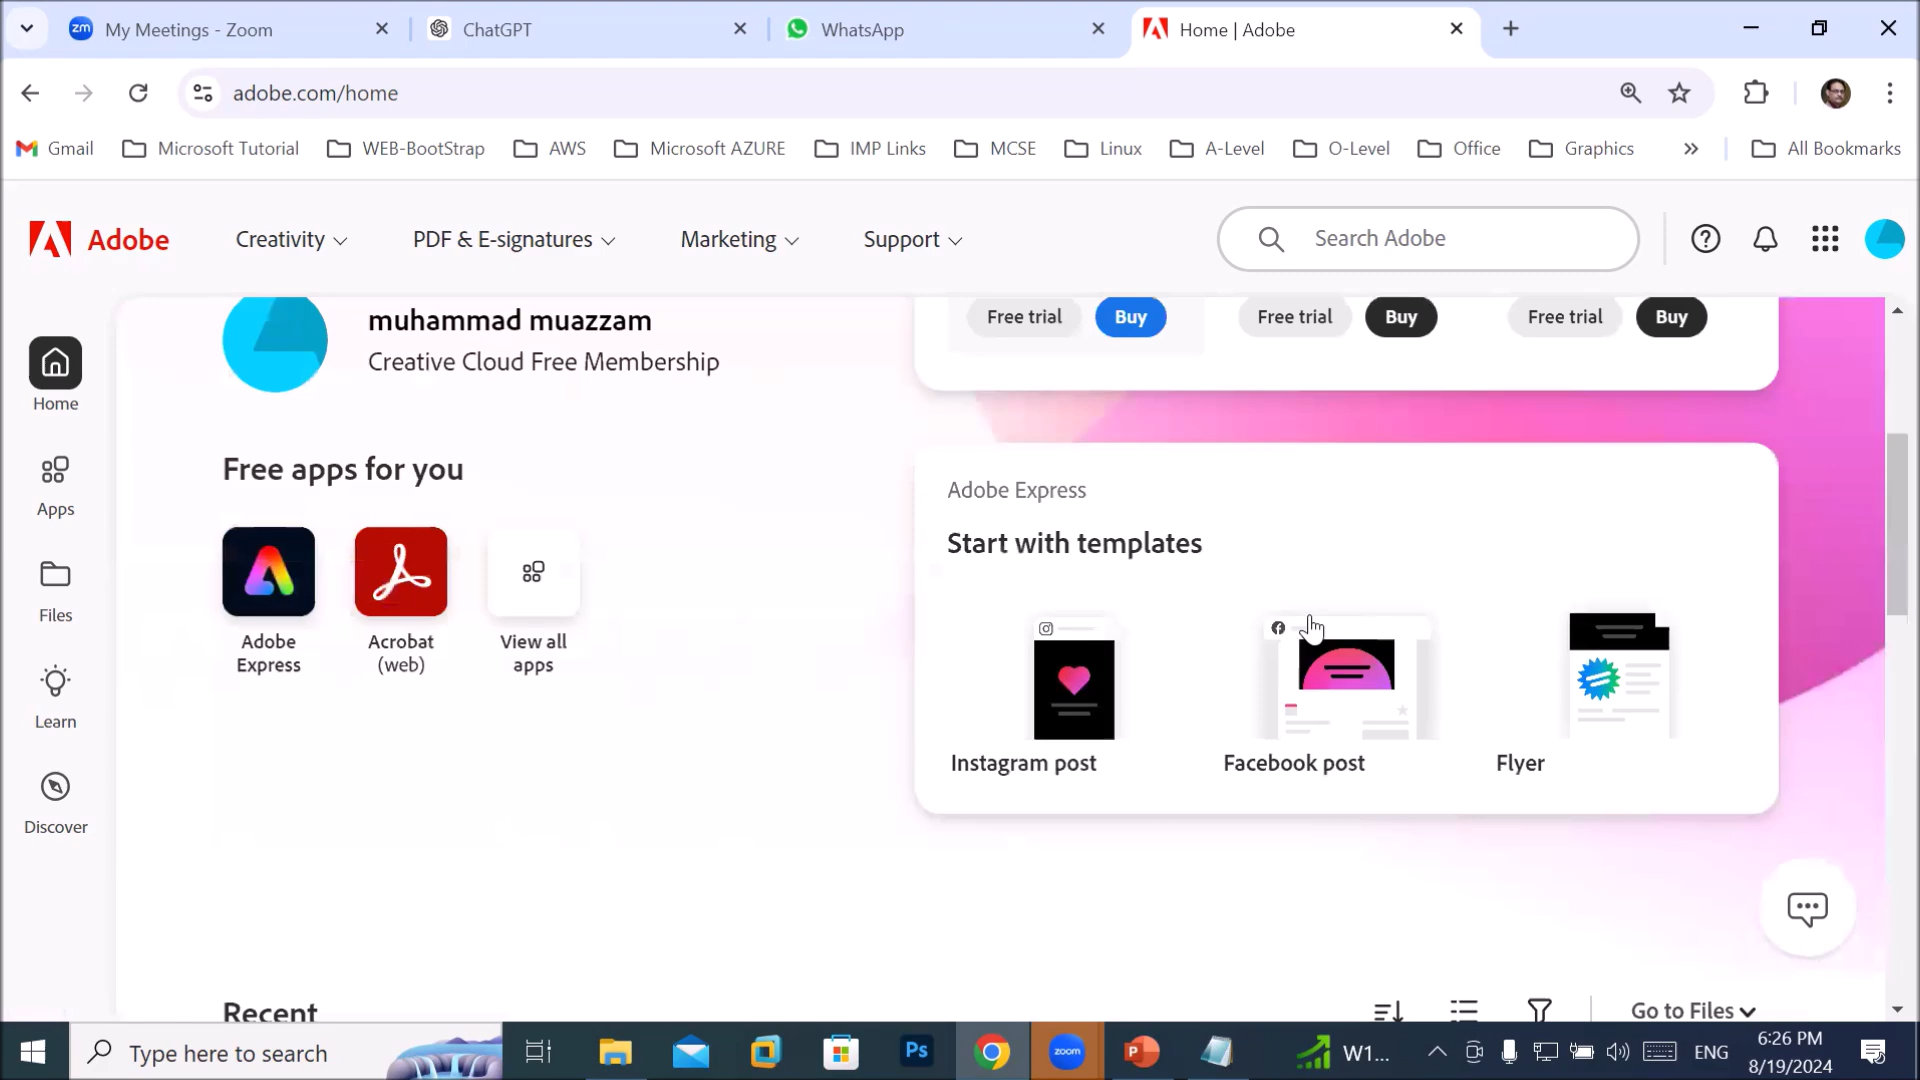 zm My Meetings - Zoom
ChatGPT
WhatsApp
Home | Adobe
adobe.com/home
Gmail
Microsoft Tutorial
WEB-BootStrap
AWS
Microsoft AZURE
IMP Links
MCSE
Linux
A-Level
O-Level
Office
Graphics
All Bookmarks
Adobe
Creativity
PDF & E-signatures
Marketing
Support
Search Adobe
Home
Apps
Files
Learn
Discover
muhammad muazzam
Creative Cloud Free Membership
Free trial
Buy
Free trial
Buy
Free trial
Buy
Free apps for you
Adobe
Express
Acrobat
(web)
View all
apps
Adobe Express
Start with templates
Instagram post
Facebook post
Flyer
Recent
Go to Files
Type here to search
Ps
zoom
P
W1...
ENG
6:26 PM
8/19/2024